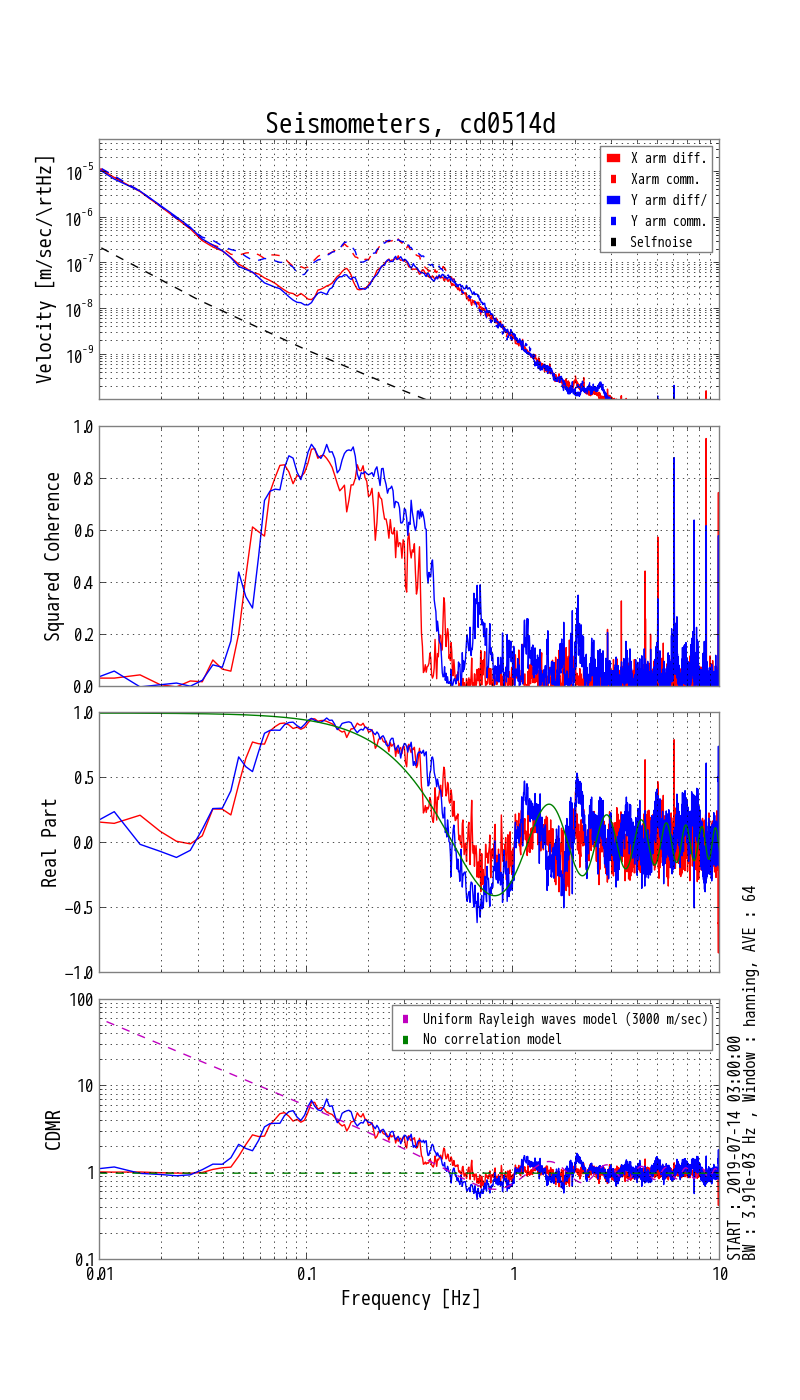 Seismometers, cd0514d
Velocity [m/sec/\rtHz]
10⁻⁵
10⁻⁶
10⁻⁷
10⁻⁸
10⁻⁹
X arm diff.
Xarm comm.
Y arm diff/
Y arm comm.
Selfnoise
Squared Coherence
1.0
0.8
0.6
0.4
0.2
0.0
Real Part
1.0
0.5
0.0
−0.5
−1.0
CDMR
100
10
1
0.1
Uniform Rayleigh waves model (3000 m/sec)
No correlation model
0.01
0.1
1
10
Frequency [Hz]
START : 2019-07-14 03:00:00
BW : 3.91e-03 Hz , Window : hanning, AVE : 64